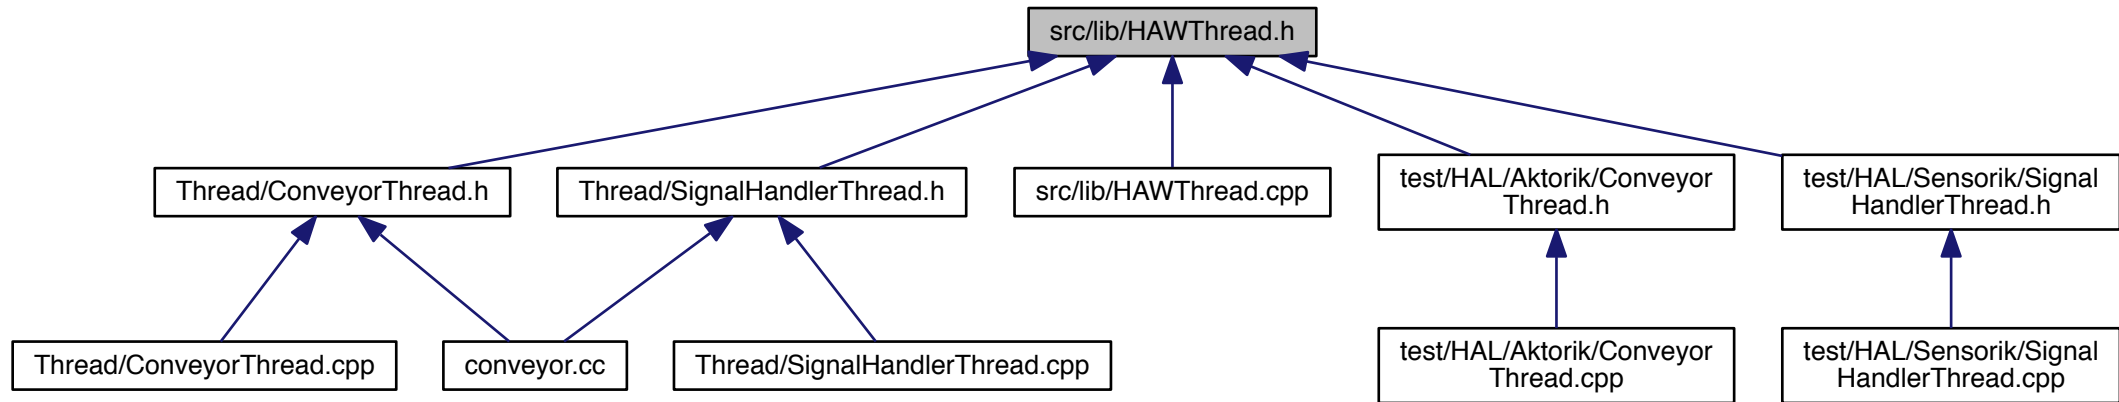 src/lib/HAWThread.h
Thread/ConveyorThread.h
Thread/SignalHandlerThread.h
src/lib/HAWThread.cpp
test/HAL/Aktorik/Conveyor
Thread.h
test/HAL/Sensorik/Signal
HandlerThread.h
Thread/ConveyorThread.cpp
conveyor.cc
Thread/SignalHandlerThread.cpp
test/HAL/Aktorik/Conveyor
Thread.cpp
test/HAL/Sensorik/Signal
HandlerThread.cpp